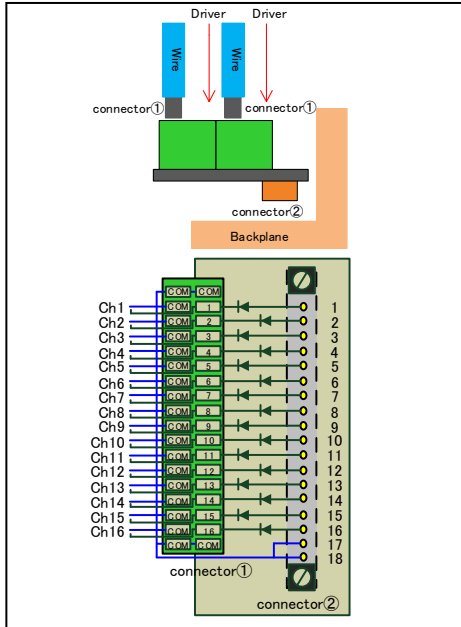 Driver Driver
Wire Wire
connector① connector①
connector②
Backplane
COM COM
Ch1 COM 1 1
Ch2 COM 2 2
Ch3 COM 3 3
Ch4 COM 4 4
Ch5 COM 5 5
Ch6 COM 6 6
Ch7 COM 7 7
Ch8 COM 8 8
Ch9 COM 9 9
Ch10 COM 10 10
Ch11 COM 11 11
Ch12 COM 12 12
Ch13 COM 13 13
Ch14 COM 14 14
Ch15 COM 15 15
Ch16 COM 16 16
COM COM 17
18
connector①
connector②